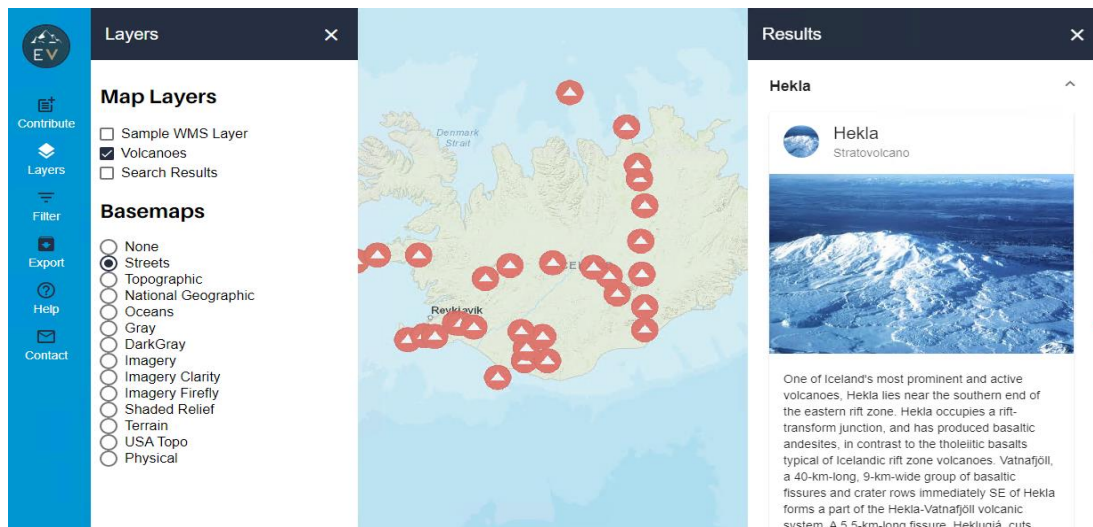 EV
Contribute
Layers
Filter
Export
Help
Contact
Layers
Map Layers
Sample WMS Layer
Volcanoes
Search Results
Basemaps
None
Streets
Topographic
National Geographic
Oceans
Gray
DarkGray
Imagery
Imagery Clarity
Imagery Firefly
Shaded Relief
Terrain
USA Topo
Physical
Denmark
Strait
Reykjavik
Results
Hekla
Hekla
Stratovolcano
One of Iceland's most prominent and active
volcanoes, Hekla lies near the southern end of
the eastern rift zone. Hekla occupies a rift-
transform junction, and has produced basaltic
andesites, in contrast to the tholeiitic basalts
typical of Icelandic rift zone volcanoes. Vatnafjöll,
a 40-km-long, 9-km-wide group of basaltic
fissures and crater rows immediately SE of Hekla
forms a part of the Hekla-Vatnafjöll volcanic
system. A 5.5-km-long fissure, Heklugjá, cuts